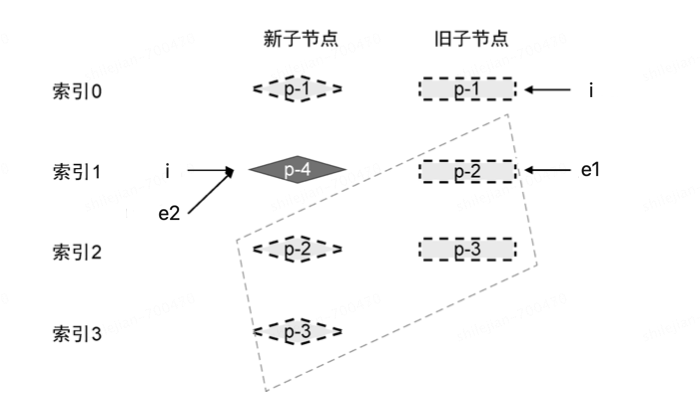 新子节点 旧子节点
索引0 p-1 p-1 i
索引1 i p-4 p-2 e1
e2
索引2 p-2 p-3
索引3 p-3